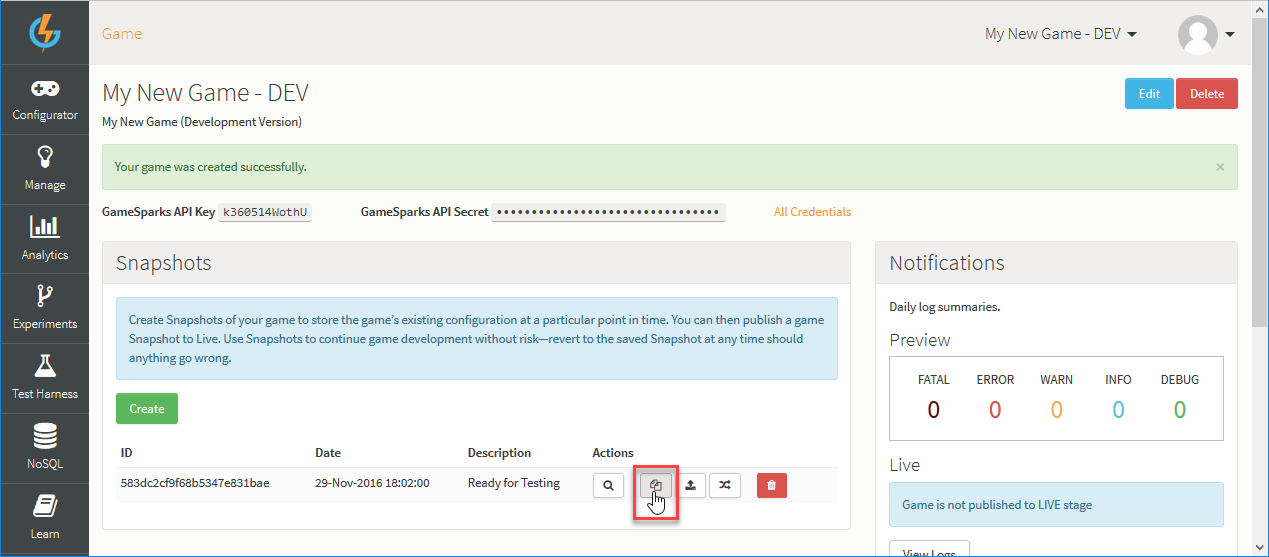 Game
My New Game - DEV
Configurator
Manage
Analytics
Experiments
Test Harness
NoSQL
Learn
My New Game - DEV
Edit
Delete
My New Game (Development Version)
Your game was created successfully.
×
GameSparks API Key k360514WothU
GameSparks API Secret ••••••••••••••••••••••••••••••••
All Credentials
Snapshots
Create Snapshots of your game to store the game's existing configuration at a particular point in time. You can then publish a game
Snapshot to Live. Use Snapshots to continue game development without risk—revert to the saved Snapshot at any time should
anything go wrong.
Create
ID Date Description Actions
583dc2cf9f68b5347e831bae 29-Nov-2016 18:02:00 Ready for Testing
Notifications
Daily log summaries.
Preview
FATAL ERROR WARN INFO DEBUG
0 0 0 0 0
Live
Game is not published to LIVE stage
View Logs